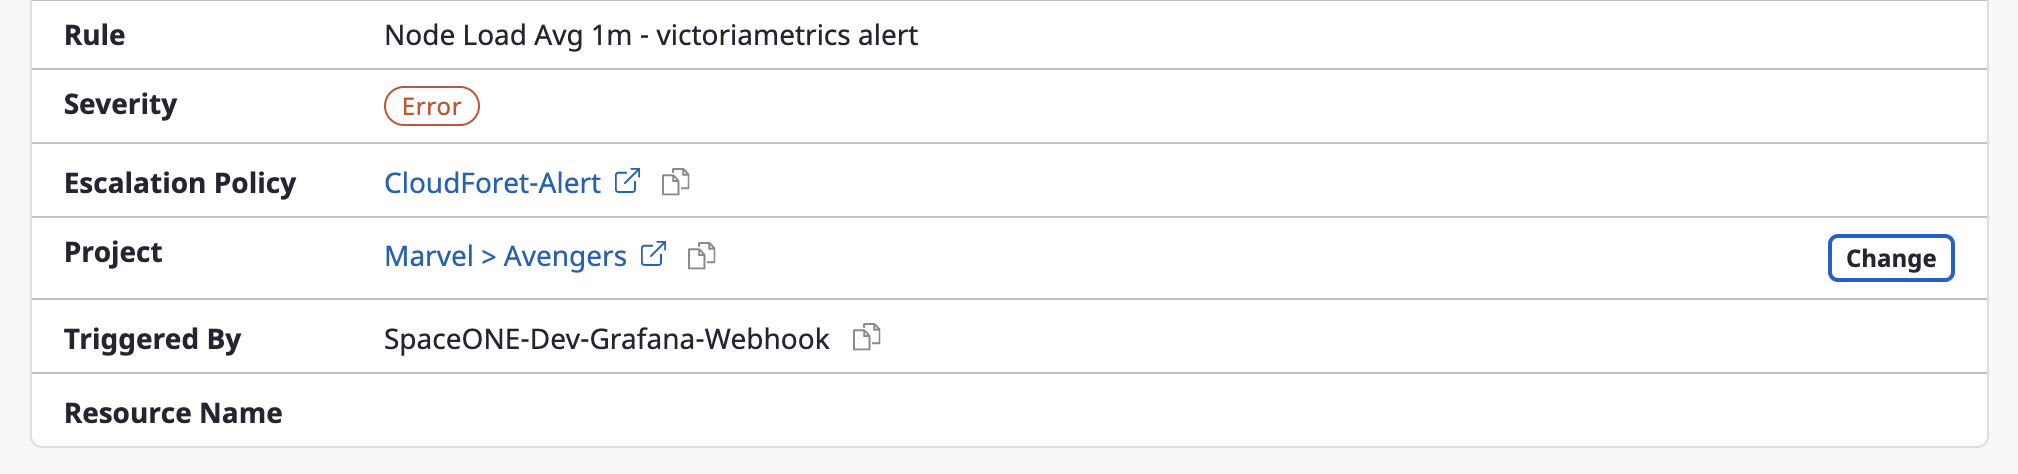 Rule Node Load Avg 1m - victoriametrics alert
Severity Error
Escalation Policy CloudForet-Alert
Project Marvel > Avengers Change
Triggered By SpaceONE-Dev-Grafana-Webhook
Resource Name